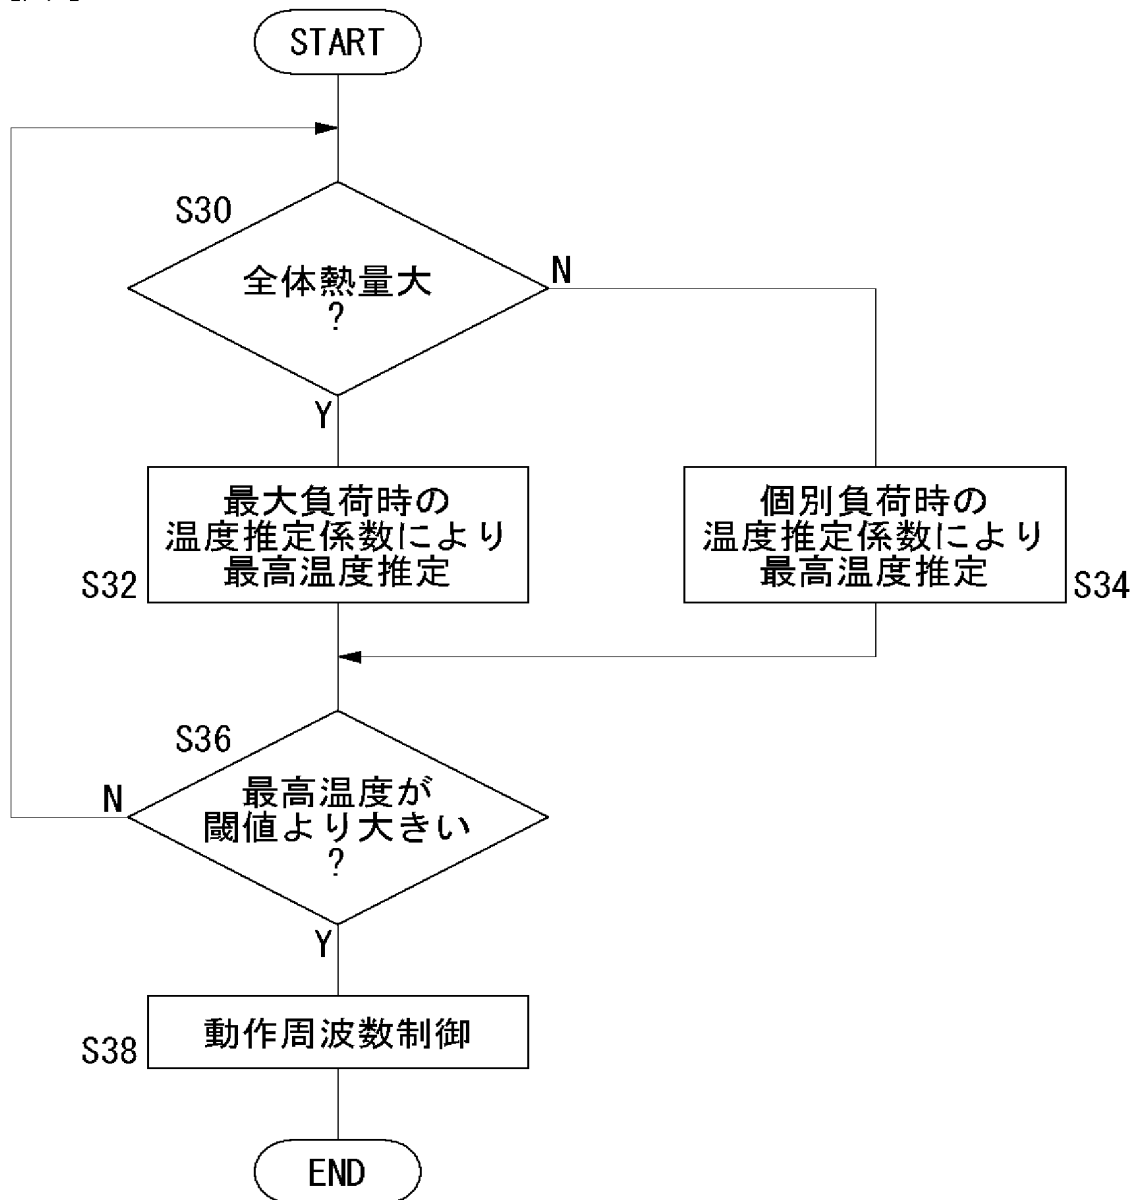 START
S30
全体熱量大
?
N
Y
最大負荷時の
温度推定係数により
最高温度推定
S32
個別負荷時の
温度推定係数により
最高温度推定
S34
S36
最高温度が
閾値より大きい
?
N
Y
動作周波数制御
S38
END